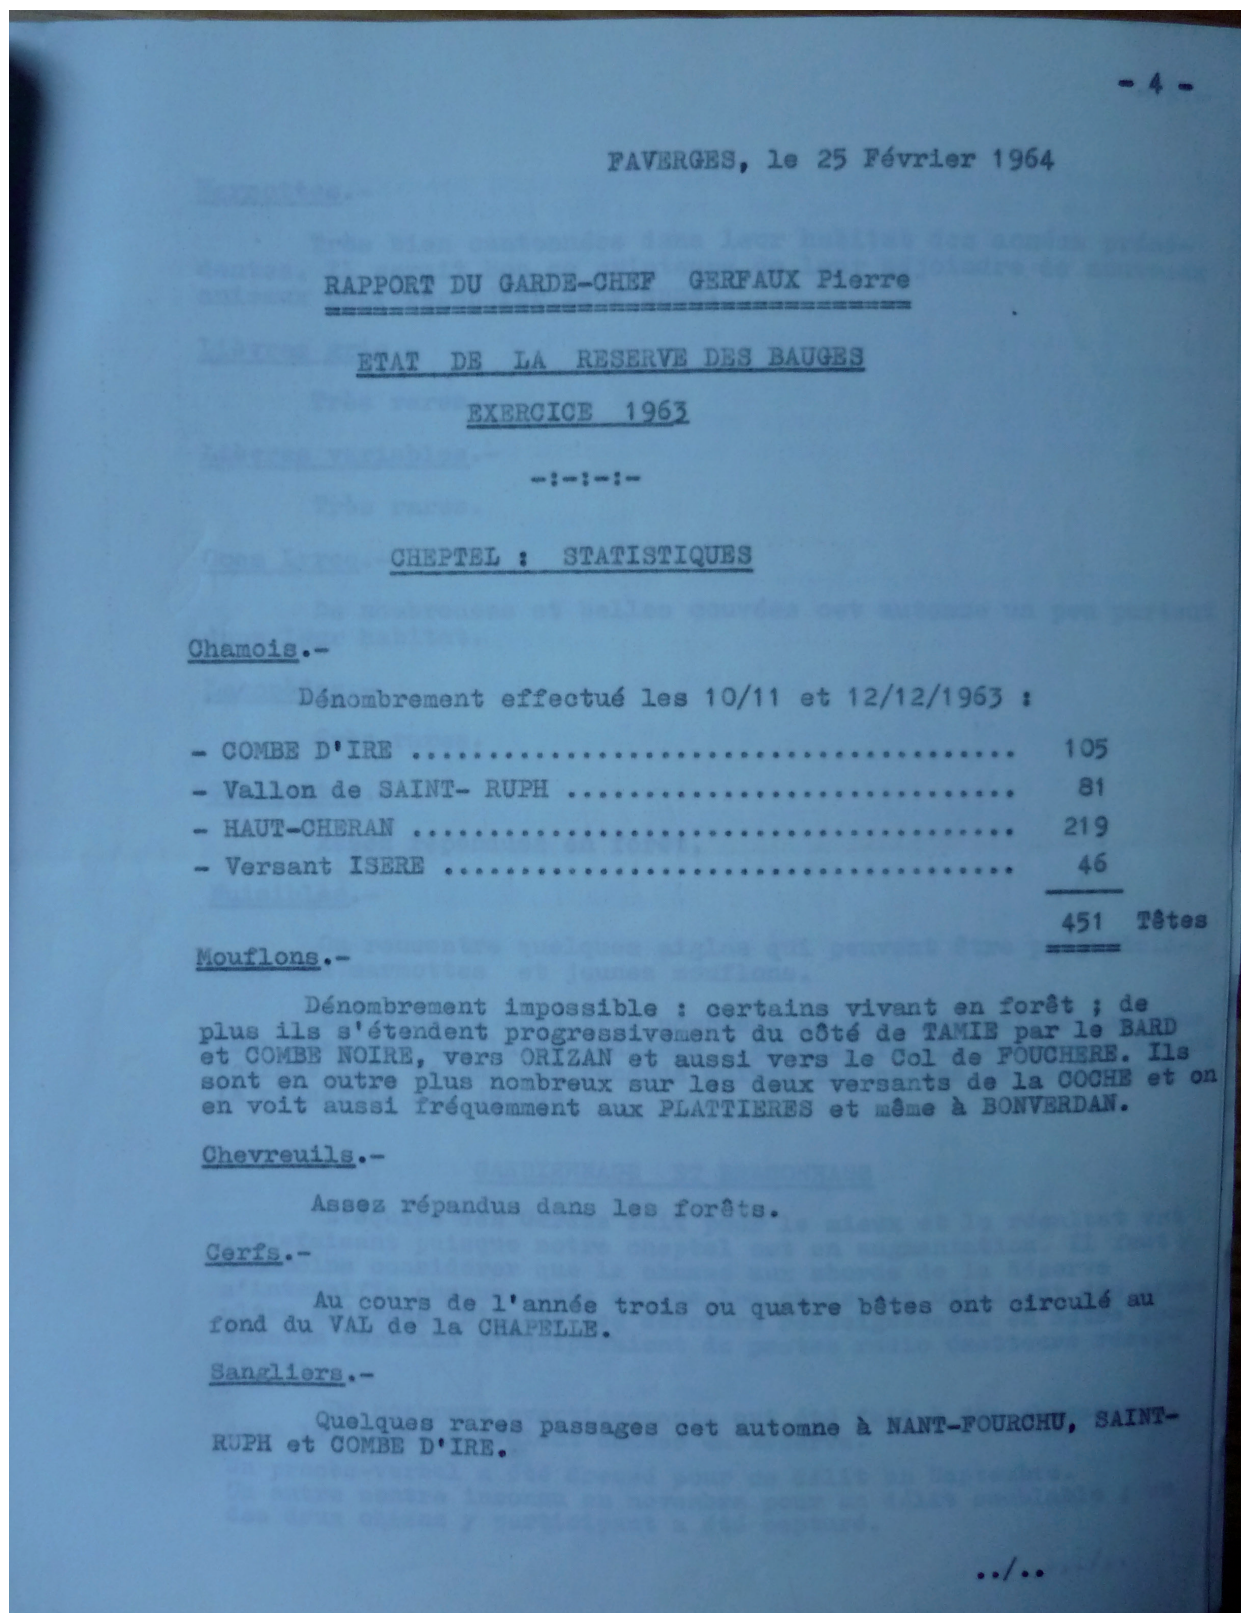 - 4 -
FAVERGES, le 25 Février 1964
RAPPORT DU GARDE-CHEF GERFAUX Pierre
ETAT DE LA RESERVE DES BAUGES
EXERCICE 1963
-:-:-:-
CHEPTEL : STATISTIQUES
Chamois.-
Dénombrement effectué les 10/11 et 12/12/1963 :
- COMBE D'IRE ....................................... 105
- Vallon de SAINT- RUPH ............................. 81
- HAUT-CHERAN ....................................... 219
- Versant ISERE ..................................... 46
451 Têtes
Mouflons.-
Dénombrement impossible : certains vivant en forêt ; de
plus ils s'étendent progressivement du côté de TAMIE par le BARD
et COMBE NOIRE, vers ORIZAN et aussi vers le Col de FOUCHERE. Ils
sont en outre plus nombreux sur les deux versants de la COCHE et on
en voit aussi fréquemment aux PLATTIERES et même à BONVERDAN.
Chevreuils.-
Assez répandus dans les forêts.
Cerfs.-
Au cours de l'année trois ou quatre bêtes ont circulé au
fond du VAL de la CHAPELLE.
Sangliers.-
Quelques rares passages cet automne à NANT-FOURCHU, SAINT-
RUPH et COMBE D'IRE.
../..